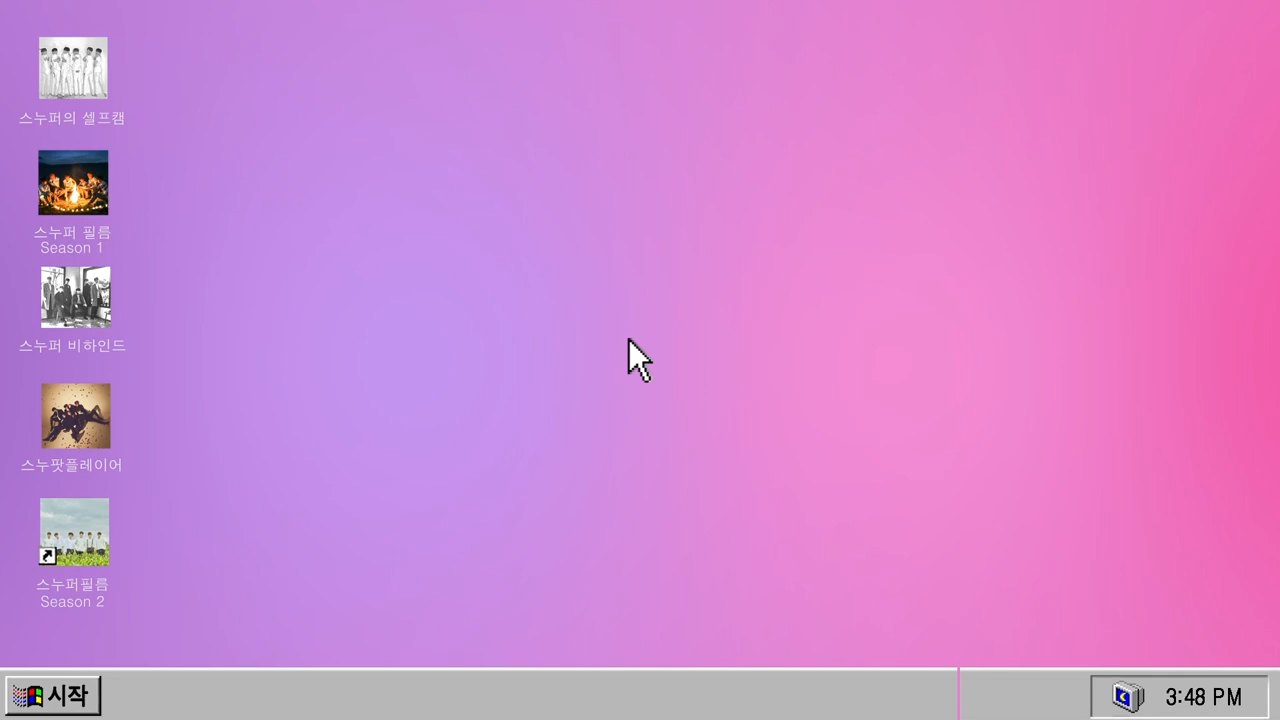 스누퍼의 셀프캠
스누퍼 필름
Season 1
스누퍼 비하인드
스누팟플레이어
스누퍼필름
Season 2
시작
3:48 PM